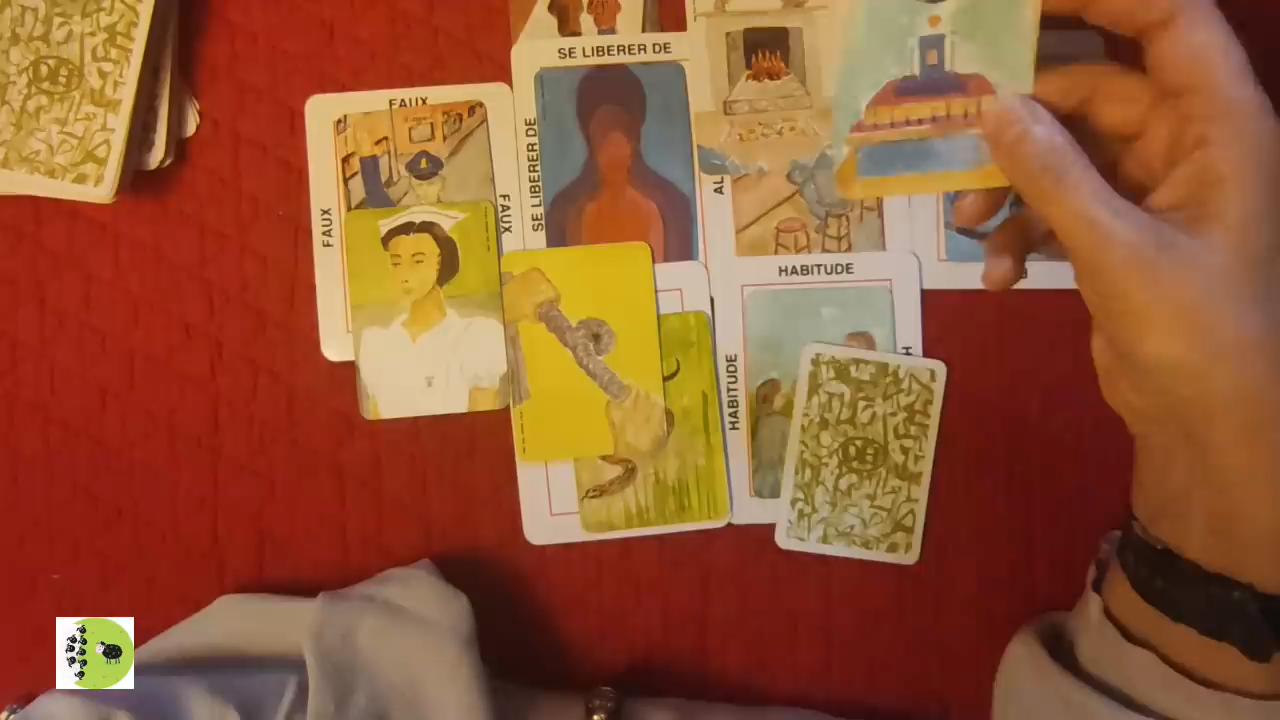 SE LIBERER DE
SE LIBERER DE
FAUX
FAUX
FAUX
HABITUDE
HABITUDE